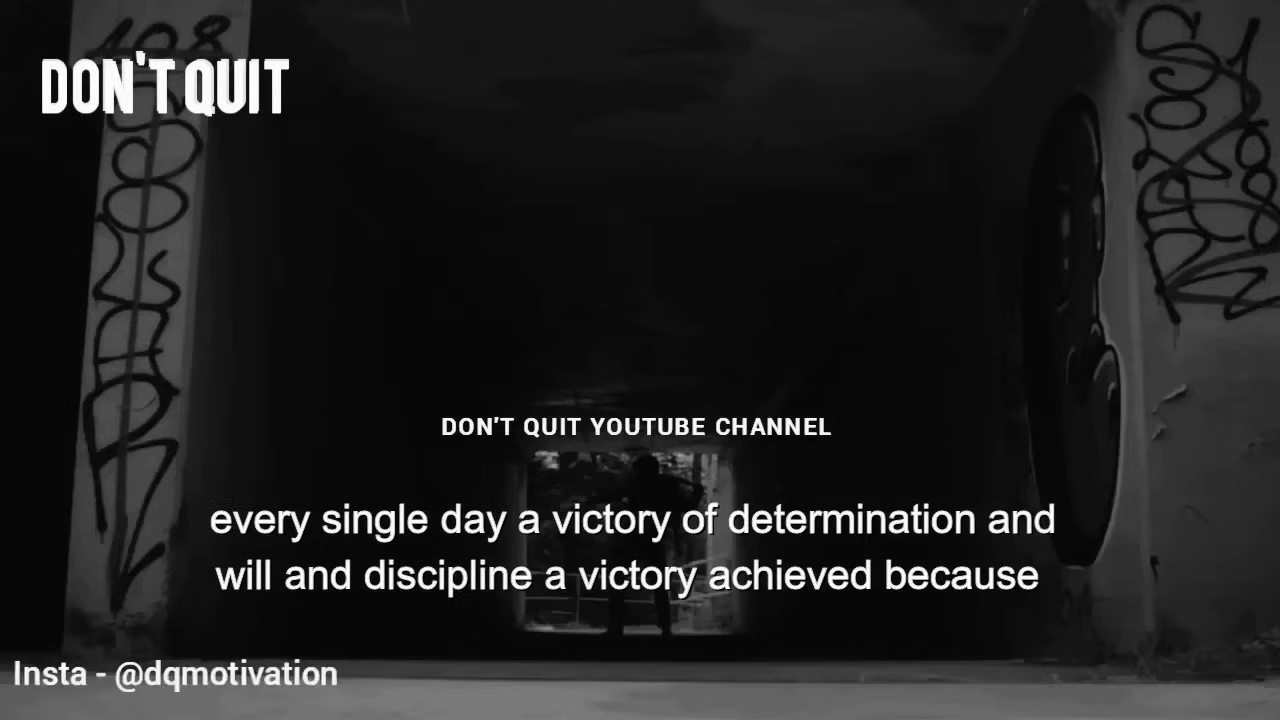 108
DON'T QUIT
DON'T QUIT YOUTUBE CHANNEL
every single day a victory of determination and
will and discipline a victory achieved because
Insta - @dqmotivation